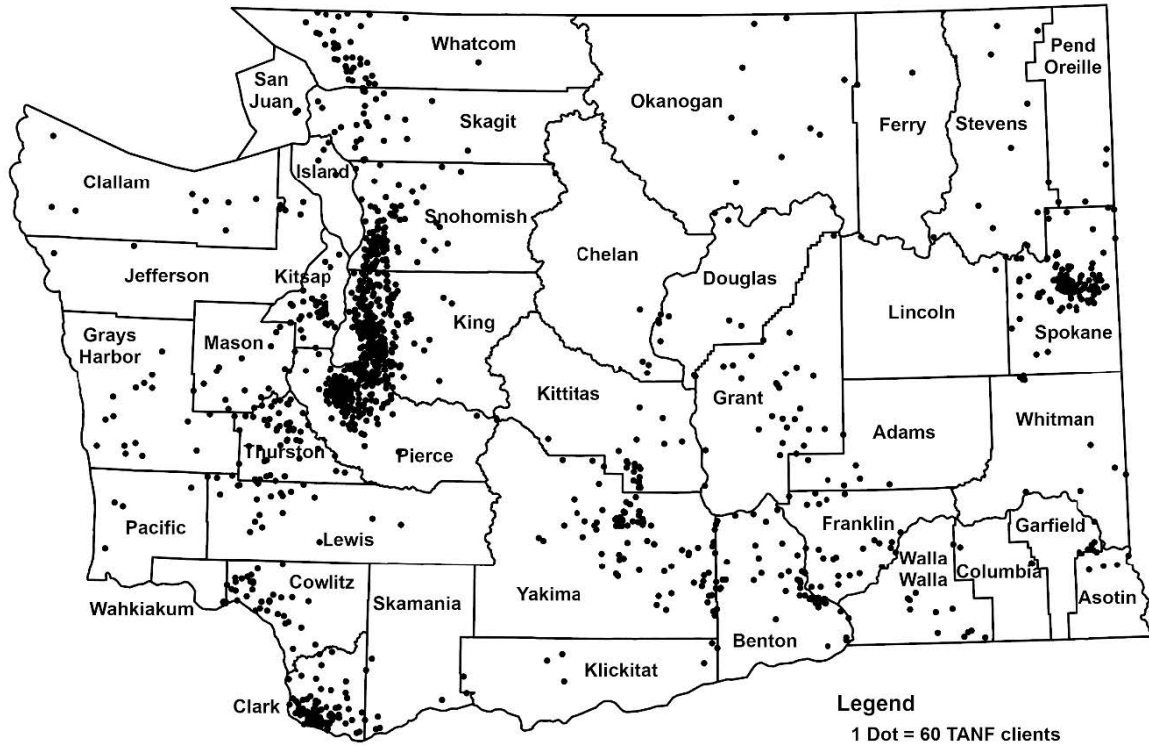 Whatcom
Pend
Oreille
San
Juan
Okanogan
Skagit
Ferry
Stevens
Island
Clallam
Snohomish
Chelan
Jefferson
Kitsap
Douglas
King
Lincoln
Spokane
Grays
Harbor
Mason
Kittitas
Grant
Whitman
Adams
Thurston
Pierce
Pacific
Lewis
Franklin
Garfield
Walla
Walla
Columbia
Cowlitz
Wahkiakum
Skamania
Yakima
Asotin
Benton
Klickitat
Clark
Legend
1 Dot = 60 TANF clients